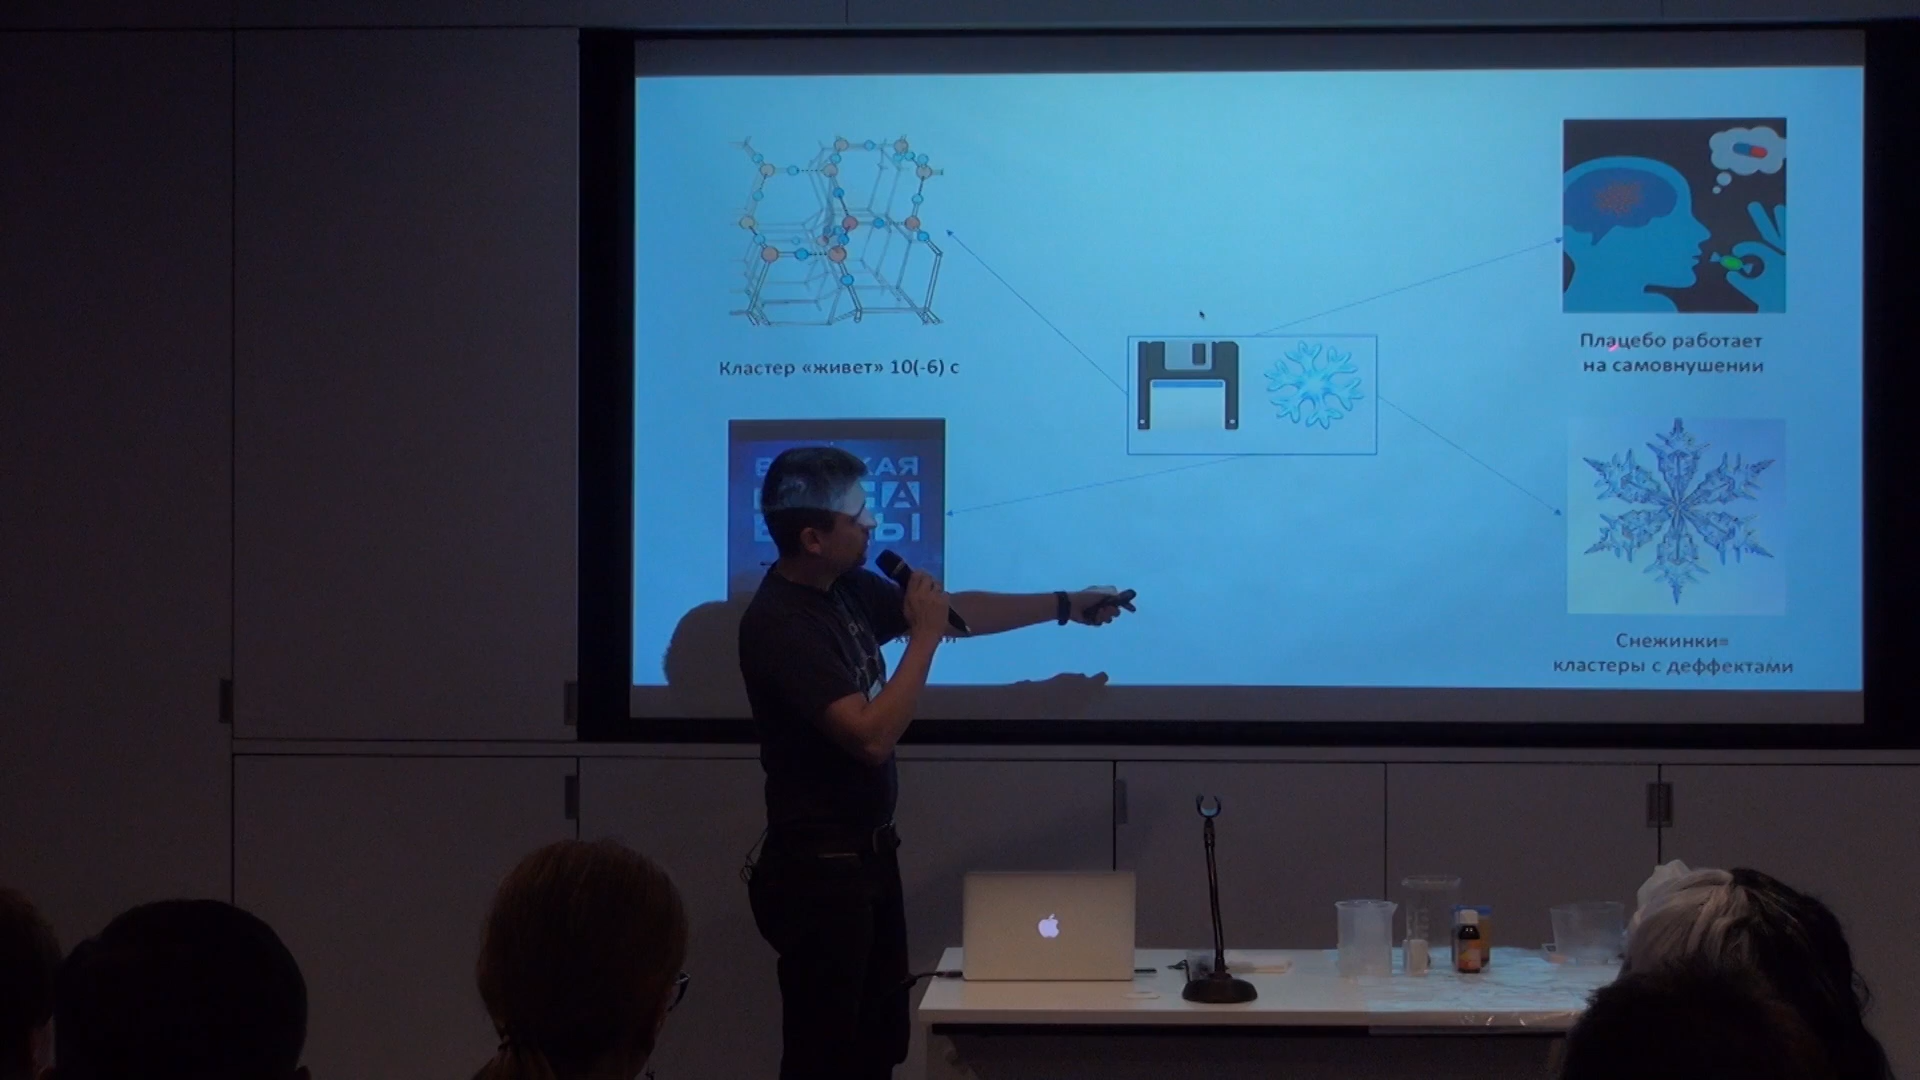 Кластер «живет» 10(-6) с
Плацебо работает
на самовнушении
Снежинки=
кластеры с деффектами